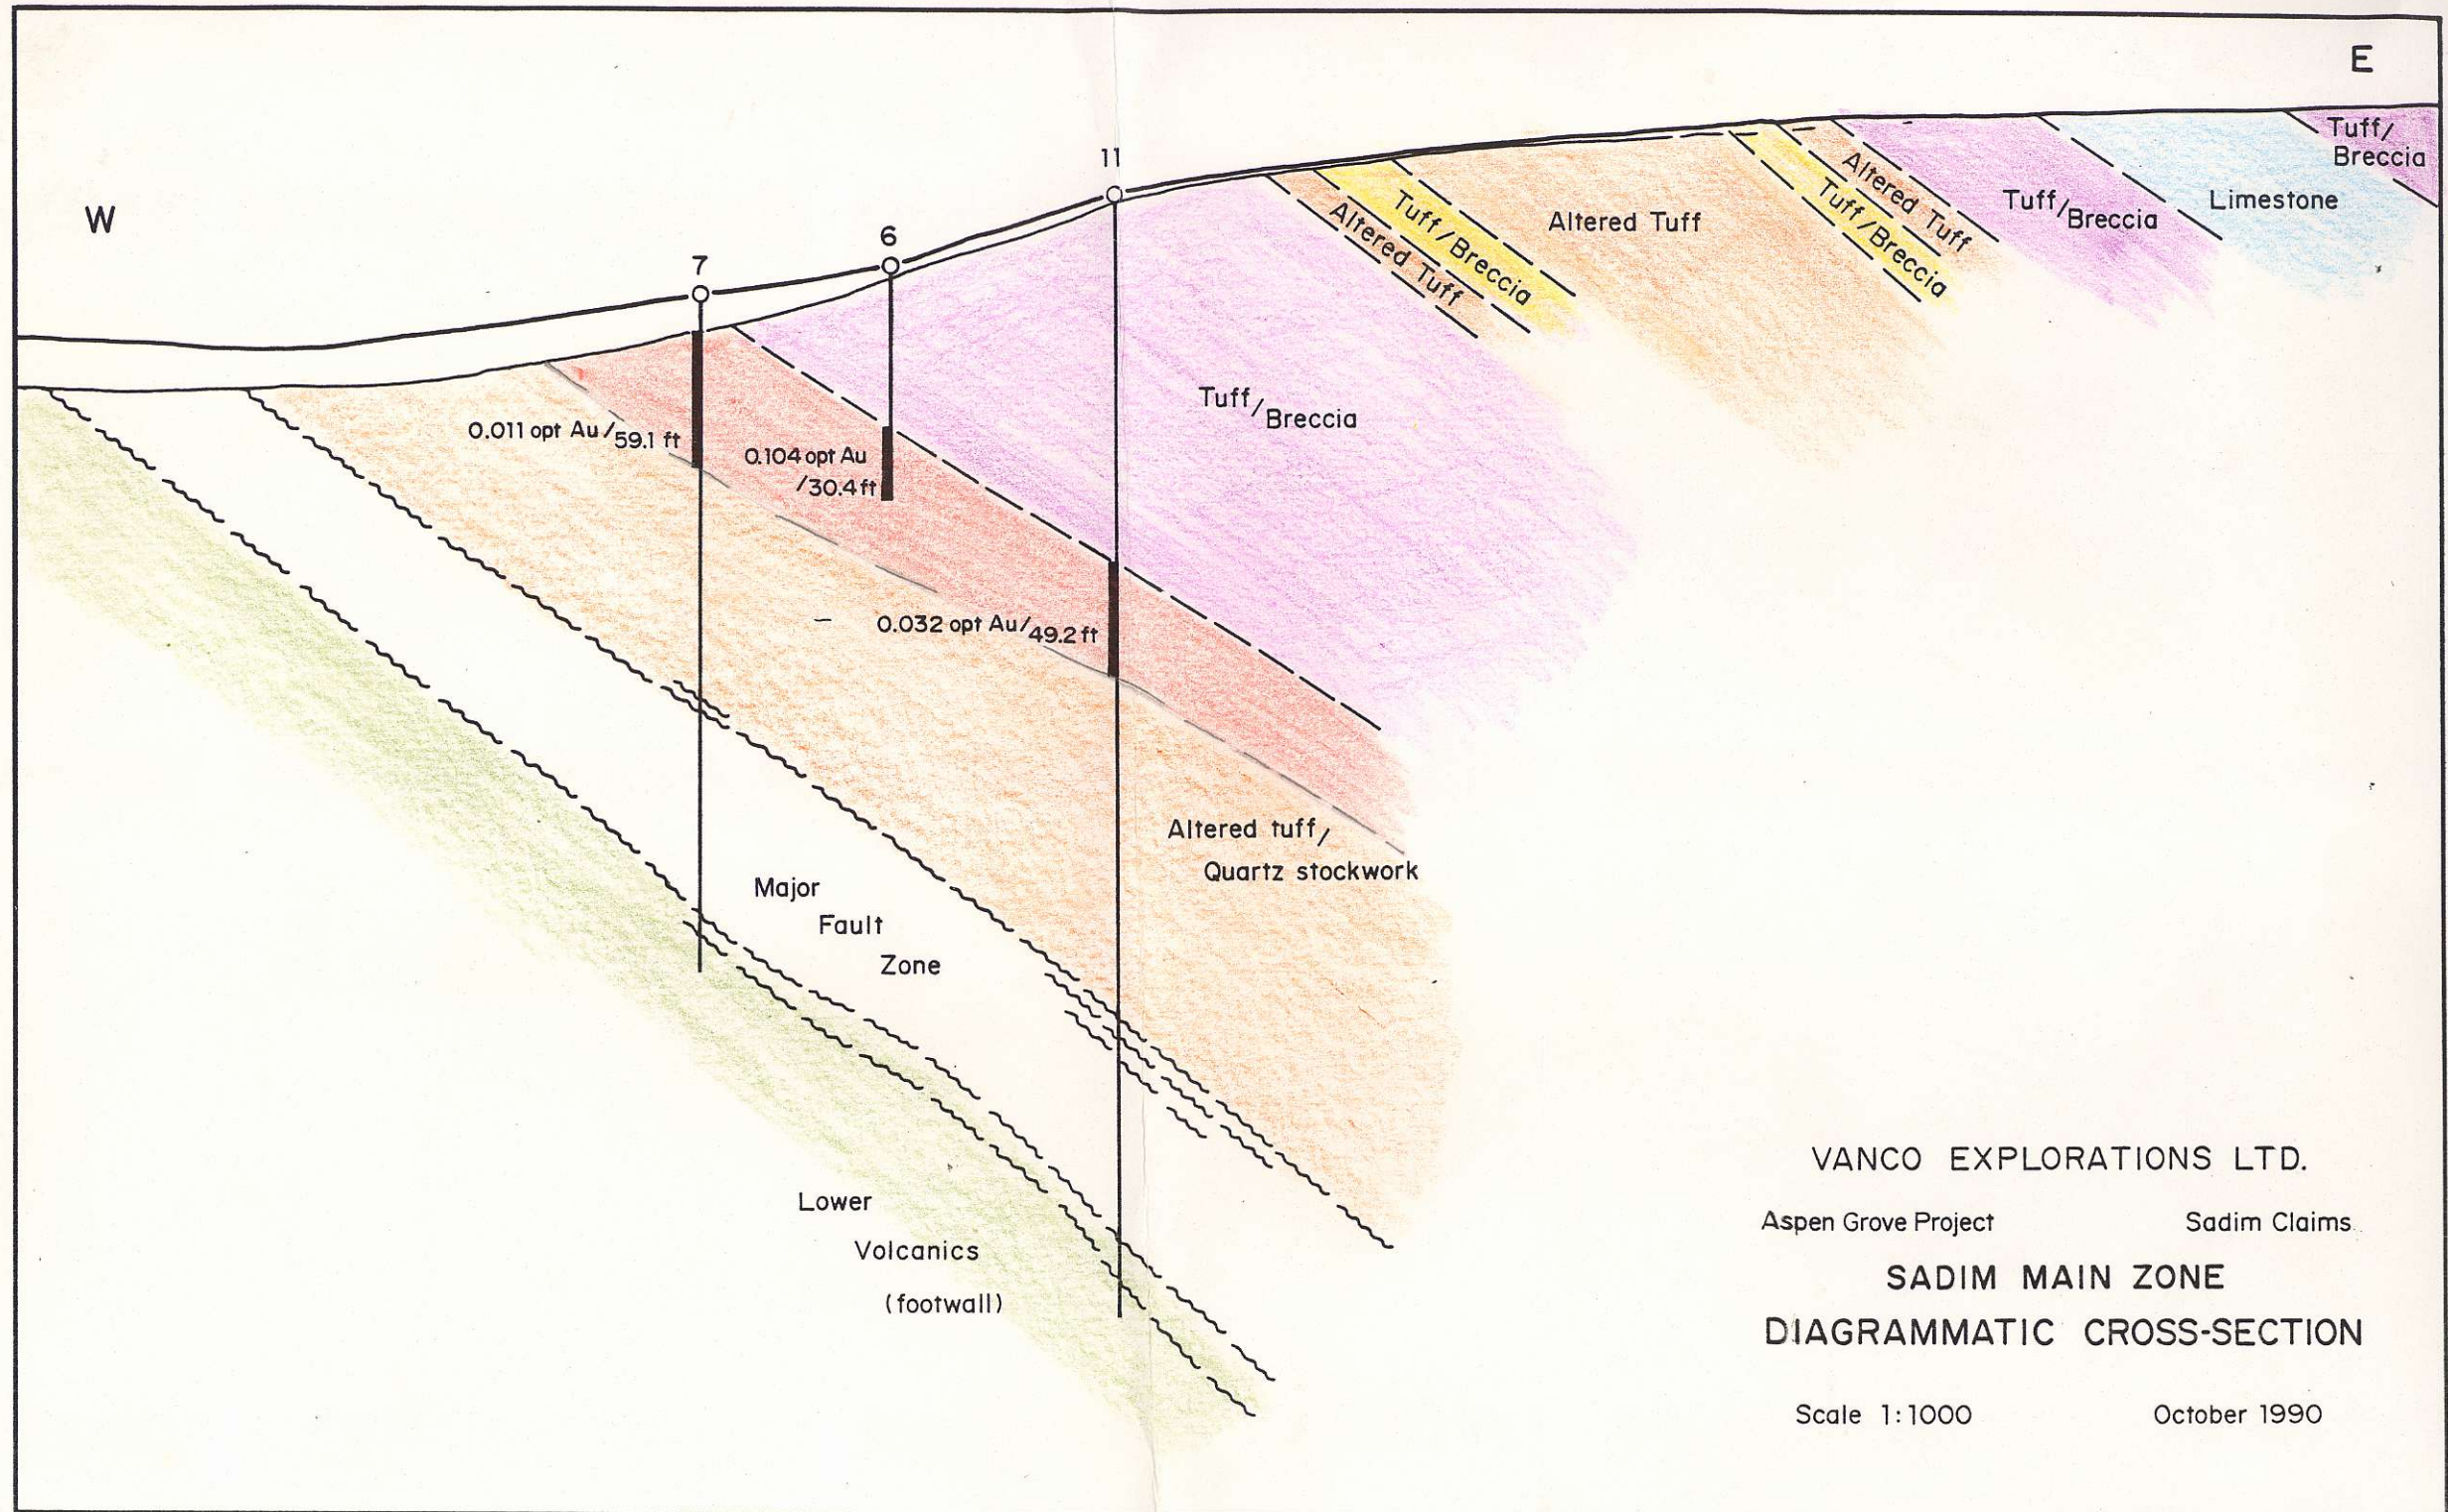 E
W
7
6
11
Tuff/
Breccia
Limestone
Tuff/Breccia
Altered Tuff
Tuff/Breccia
Altered Tuff
Tuff/Breccia
Altered Tuff
Tuff/Breccia
0.011 opt Au/59.1 ft
0.104 opt Au
/30.4 ft
0.032 opt Au/49.2 ft
Altered tuff/
Quartz stockwork
Major
Fault
Zone
Lower
Volcanics
(footwall)
VANCO EXPLORATIONS LTD.
Aspen Grove Project Sadim Claims
SADIM MAIN ZONE
DIAGRAMMATIC CROSS-SECTION
Scale 1:1000 October 1990